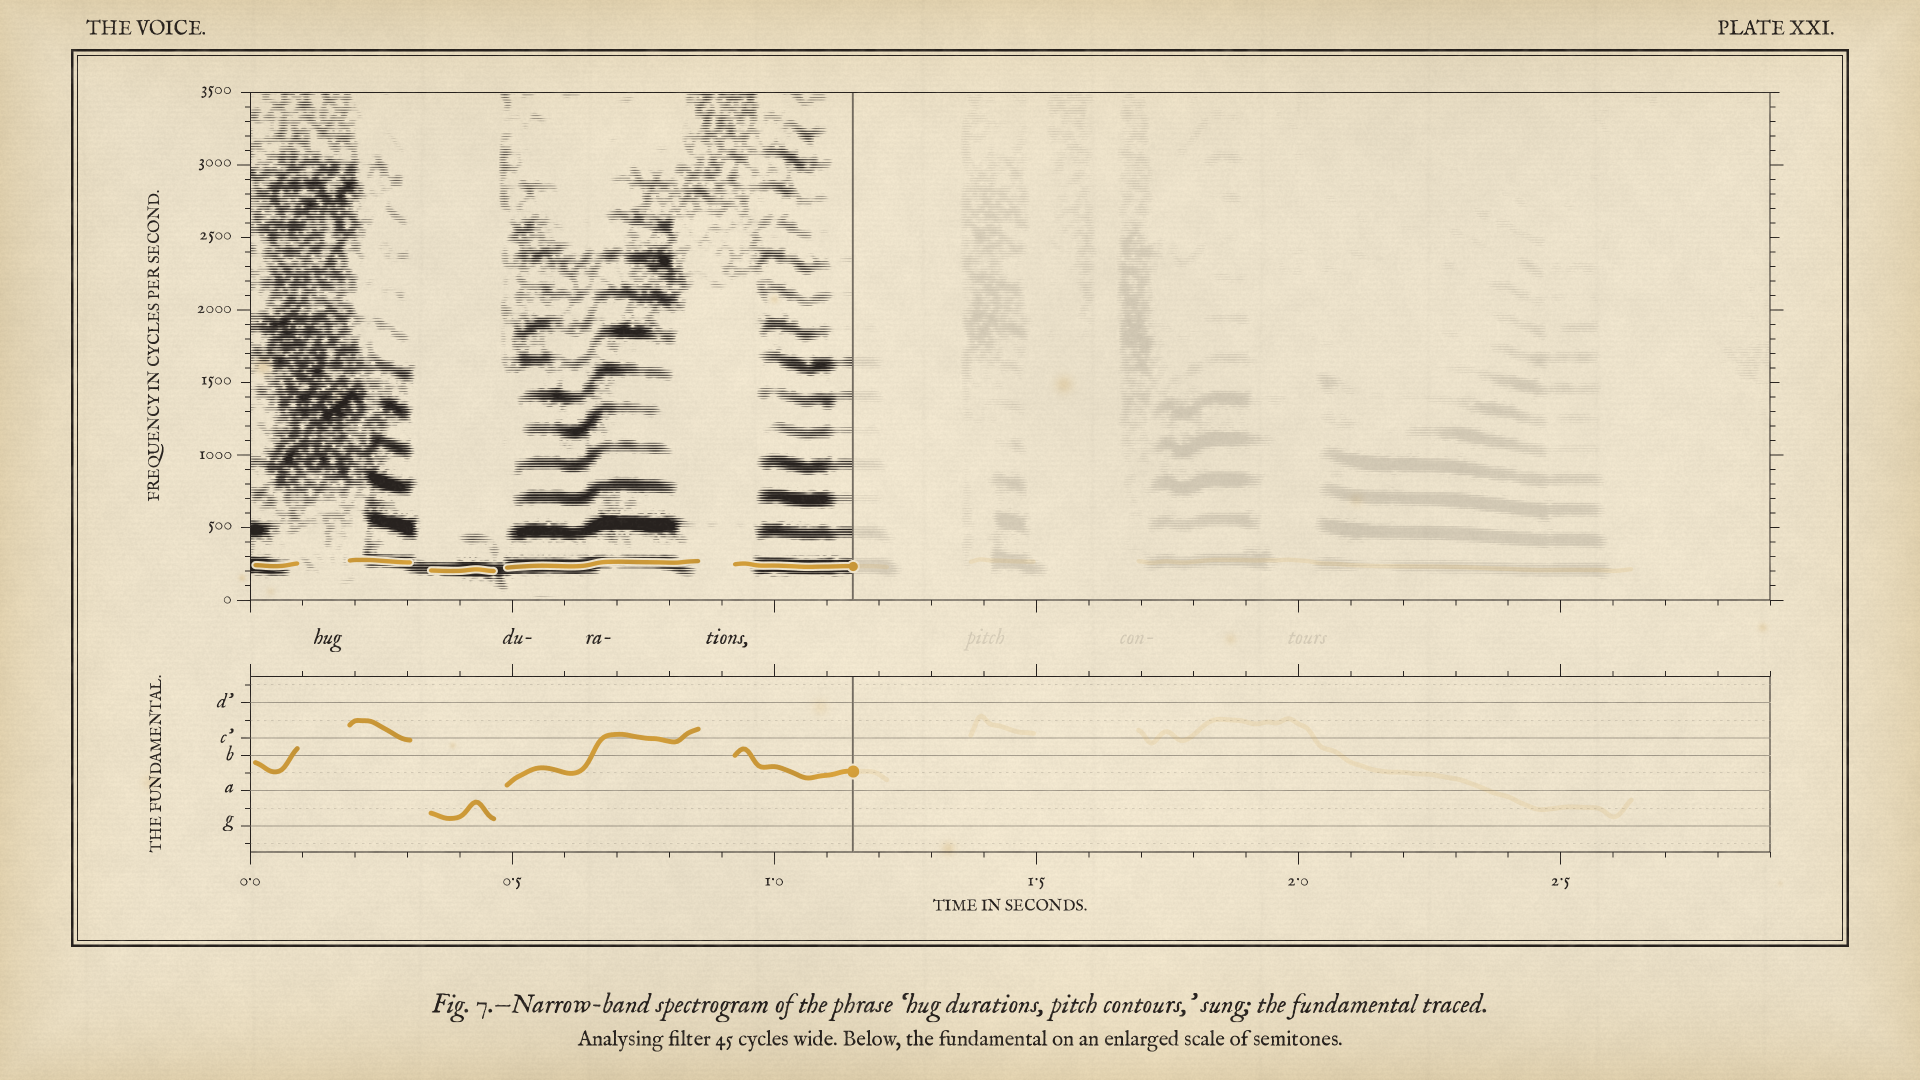 THE VOICE.
PLATE XXI.
FREQUENCY IN CYCLES PER SECOND.
3500
3000
2500
2000
1500
1000
500
0
hug du- ra- tions, pitch con- tours
THE FUNDAMENTAL.
d’
c’
b
a
g
0·0 0·5 1·0 1·5 2·0 2·5
TIME IN SECONDS.
Fig. 7.—Narrow-band spectrogram of the phrase ‘hug durations, pitch contours,’ sung; the fundamental traced.
Analysing filter 45 cycles wide. Below, the fundamental on an enlarged scale of semitones.